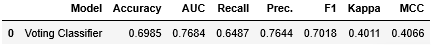 Model Accuracy AUC Recall Prec. F1 Kappa MCC
0 Voting Classifier 0.6985 0.7684 0.6487 0.7644 0.7018 0.4011 0.4066